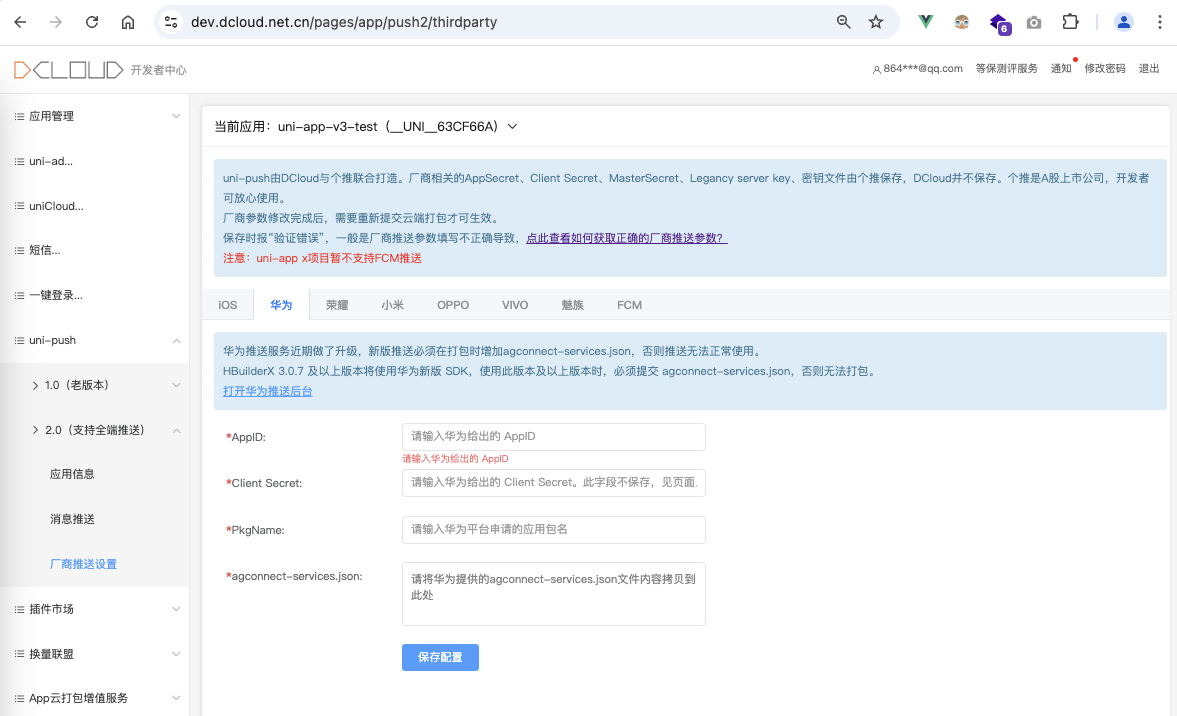 dev.dcloud.net.cn/pages/app/push2/thirdparty
6
DCLOUD 开发者中心
864***@qq.com 等保测评服务 通知 修改密码 退出
应用管理
uni-ad...
uniCloud...
短信...
一键登录...
uni-push
1.0（老版本）
2.0（支持全端推送）
应用信息
消息推送
厂商推送设置
插件市场
换量联盟
App云打包增值服务
当前应用：uni-app-v3-test（__UNI__63CF66A）
uni-push由DCloud与个推联合打造。厂商相关的AppSecret、Client Secret、MasterSecret、Legancy server key、密钥文件由个推保存，DCloud并不保存。个推是A股上市公司，开发者
可放心使用。
厂商参数修改完成后，需要重新提交云端打包才可生效。
保存时报“验证错误”，一般是厂商推送参数填写不正确导致，点此查看如何获取正确的厂商推送参数？
注意：uni-app x项目暂不支持FCM推送
iOS 华为 荣耀 小米 OPPO VIVO 魅族 FCM
华为推送服务近期做了升级，新版推送必须在打包时增加agconnect-services.json，否则推送无法正常使用。
HBuilderX 3.0.7 及以上版本将使用华为新版 SDK，使用此版本及以上版本时，必须提交 agconnect-services.json，否则无法打包。
打开华为推送后台
*AppID:
请输入华为给出的 AppID
请输入华为给出的 AppID
*Client Secret:
请输入华为给出的 Client Secret。此字段不保存，见页面
*PkgName:
请输入华为平台申请的应用包名
*agconnect-services.json:
请将华为提供的agconnect-services.json文件内容拷贝到
此处
保存配置